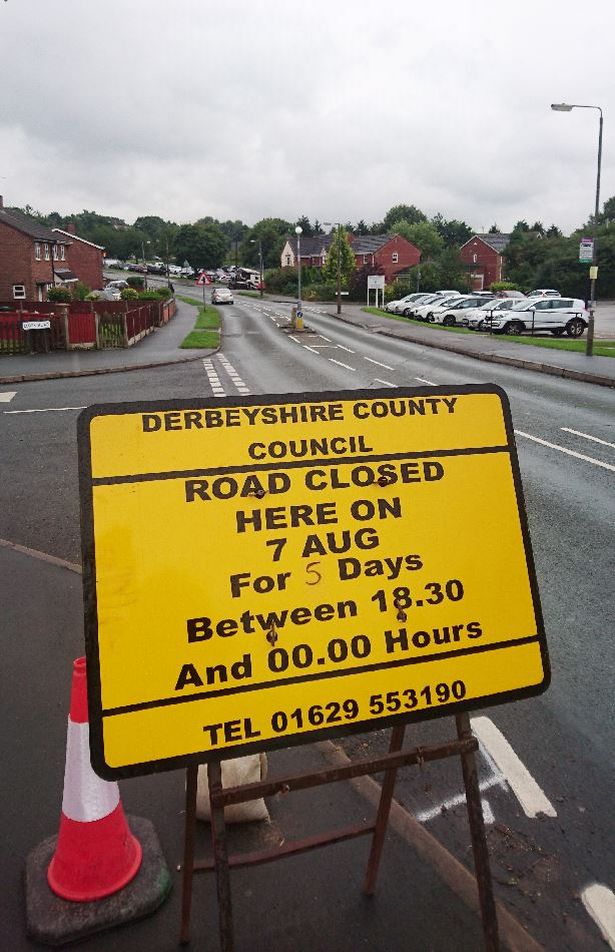 DERBEYSHIRE COUNTY
COUNCIL
ROAD CLOSED
HERE ON
7 AUG
For 5 Days
Between 18.30
And 00.00 Hours
TEL 01629 553190